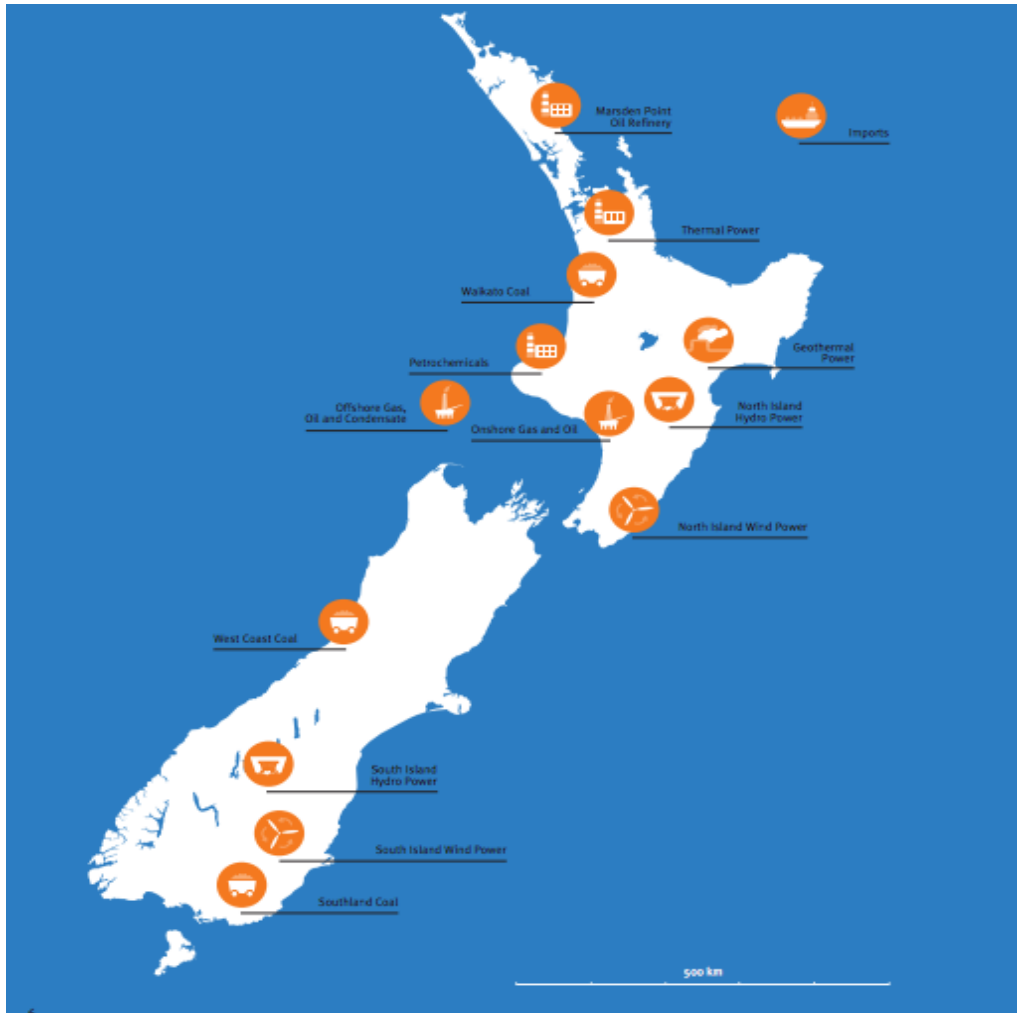 Marsden Point
Oil Refinery
Imports
Thermal Power
Waikato Coal
Geothermal
Power
Petrochemicals
Offshore Gas,
Oil and Condensate
Onshore Gas and Oil
North Island
Hydro Power
North Island Wind Power
West Coast Coal
South Island
Hydro Power
South Island Wind Power
Southland Coal
500 km